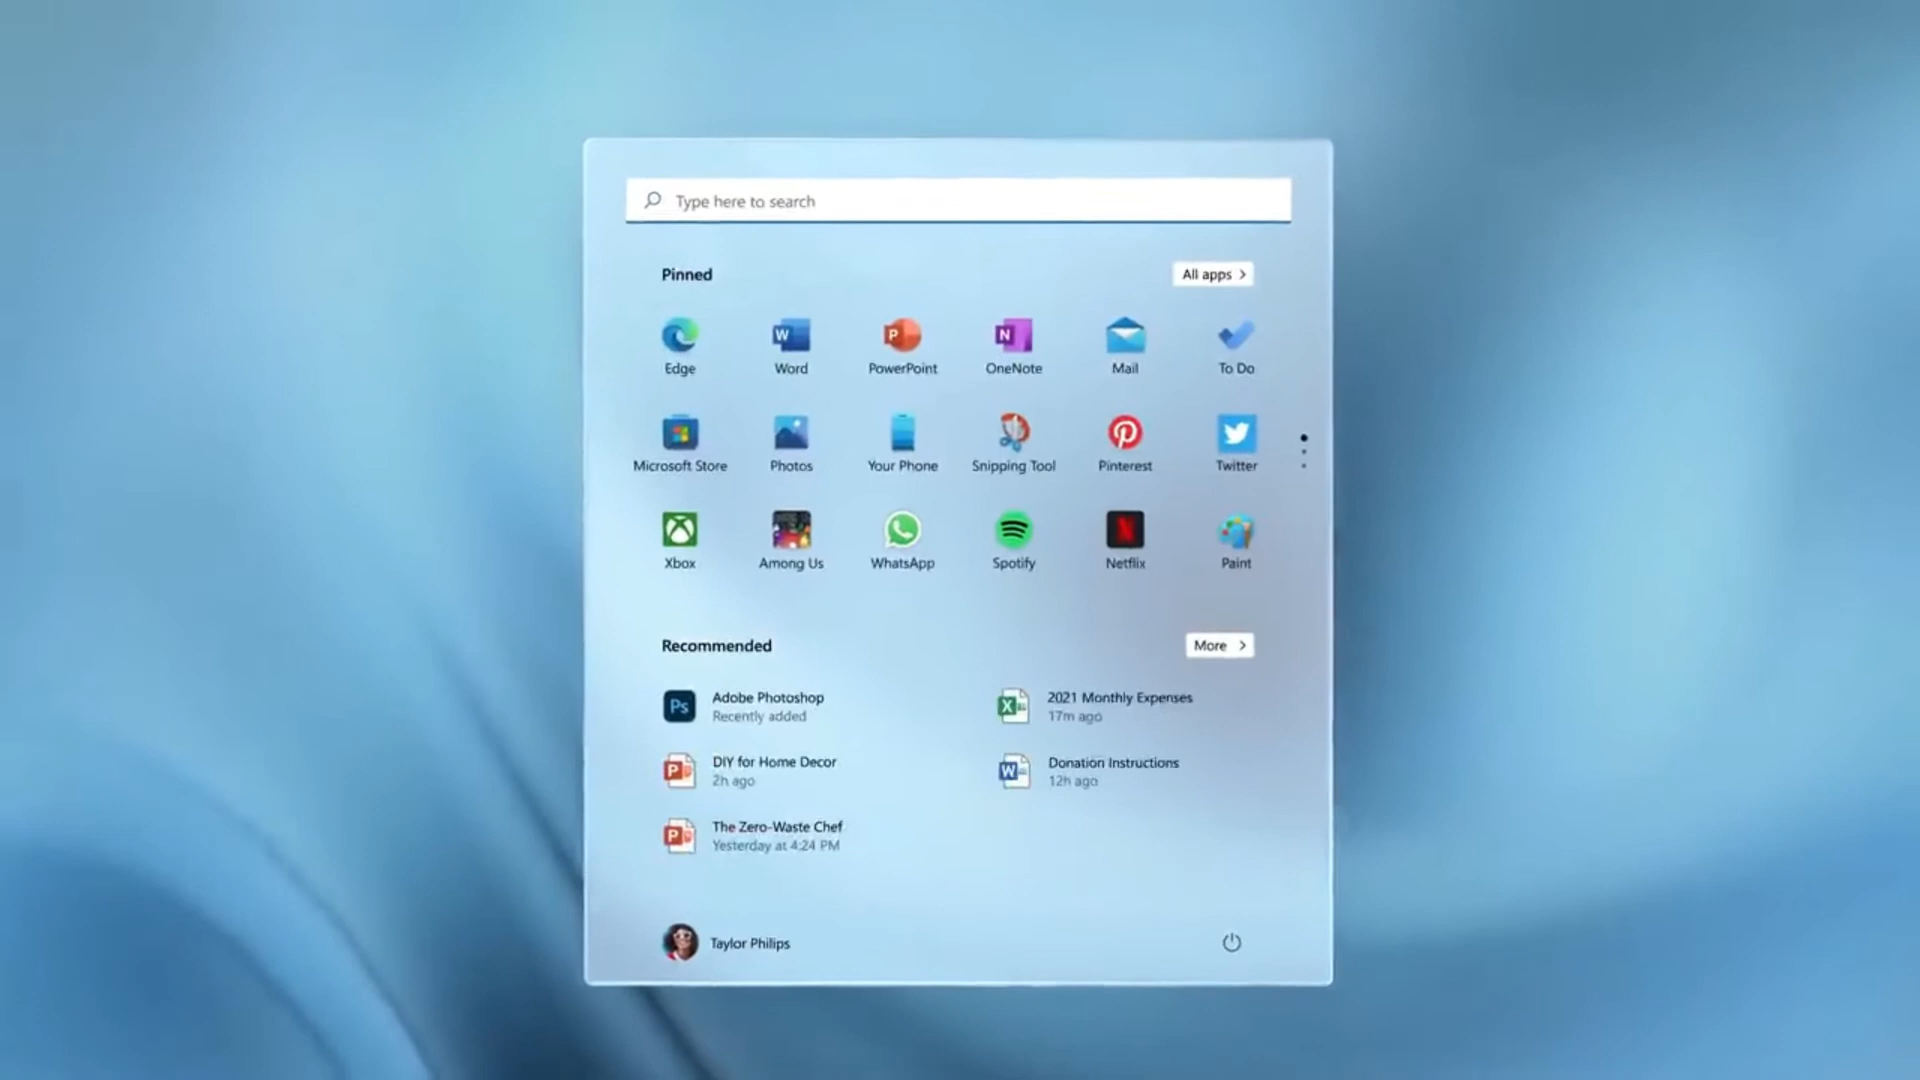 Type here to search
Pinned
All apps
Edge
Word
PowerPoint
OneNote
Mail
To Do
Microsoft Store
Photos
Your Phone
Snipping Tool
Pinterest
Twitter
Xbox
Among Us
WhatsApp
Spotify
Netflix
Paint
Recommended
More
Ps
Adobe Photoshop
Recently added
2021 Monthly Expenses
17m ago
DIY for Home Decor
2h ago
Donation Instructions
12h ago
The Zero-Waste Chef
Yesterday at 4:24 PM
Taylor Philips